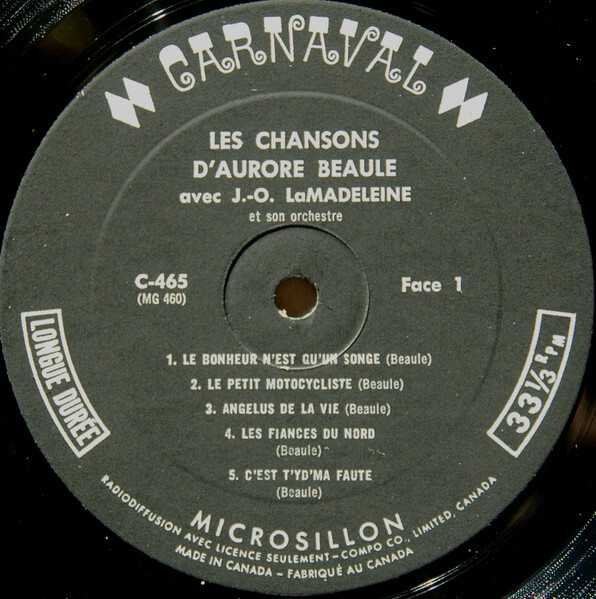 CARNAVAL
LES CHANSONS
D'AURORE BEAULE
avec J.-O. LaMADELEINE
et son orchestre
C-465
(MG 460)
Face 1
1. LE BONHEUR N'EST QU'UN SONGE (Beaule)
2. LE PETIT MOTOCYCLISTE (Beaule)
3. ANGELUS DE LA VIE (Beaule)
4. LES FIANCES DU NORD
(Beaule)
5. C'EST T'YD'MA FAUTE
(Beaule)
LONGUE DURÉE
33 1/3 RPM
MICROSILLON
RADIODIFFUSION AVEC LICENCE SEULEMENT – COMPO CO., LIMITED, CANADA
MADE IN CANADA – FABRIQUÉ AU CANADA